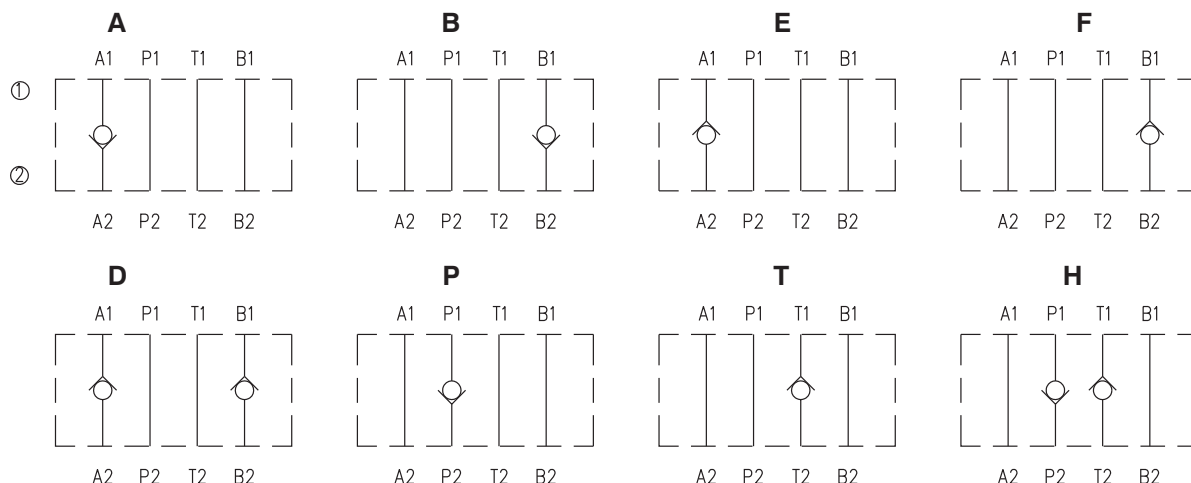 A B E F
A1 P1 T1 B1 A1 P1 T1 B1 A1 P1 T1 B1 A1 P1 T1 B1
①
②
A2 P2 T2 B2 A2 P2 T2 B2 A2 P2 T2 B2 A2 P2 T2 B2
D P T H
A1 P1 T1 B1 A1 P1 T1 B1 A1 P1 T1 B1 A1 P1 T1 B1
A2 P2 T2 B2 A2 P2 T2 B2 A2 P2 T2 B2 A2 P2 T2 B2